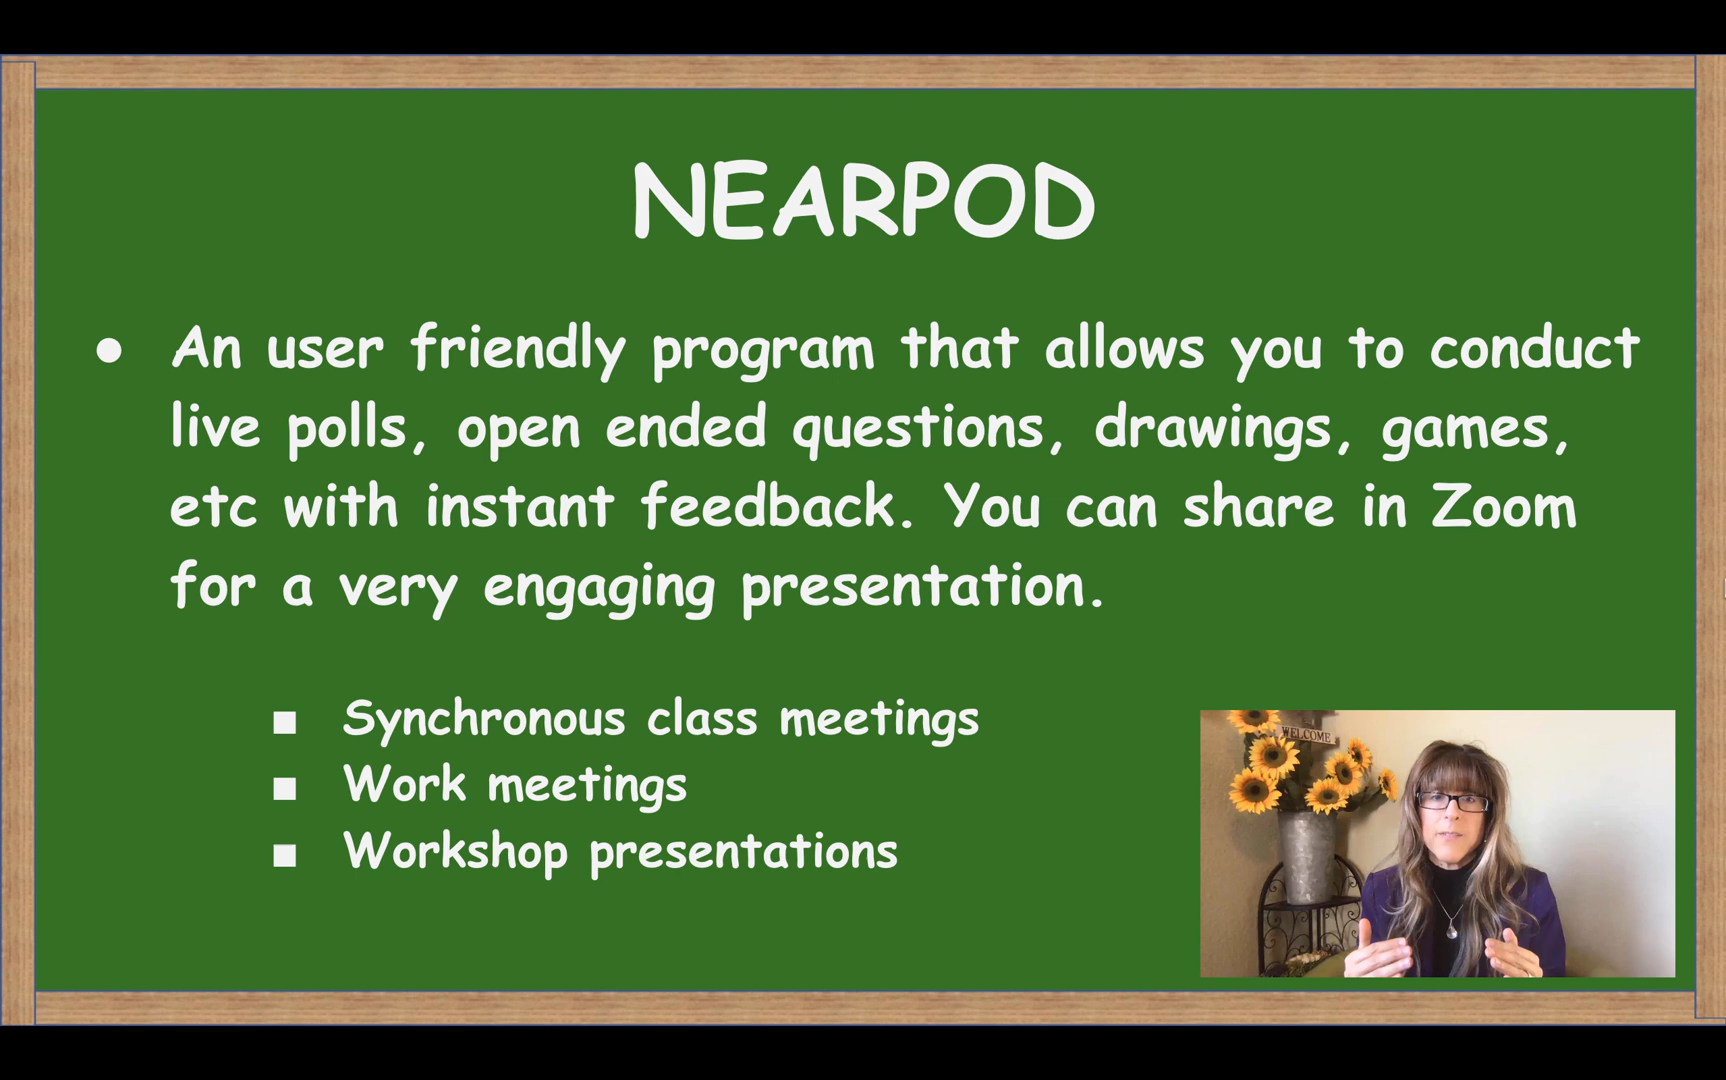 NEARPOD
● An user friendly program that allows you to conduct
live polls, open ended questions, drawings, games,
etc with instant feedback. You can share in Zoom
for a very engaging presentation.
■ Synchronous class meetings
■ Work meetings
■ Workshop presentations
WELCOME